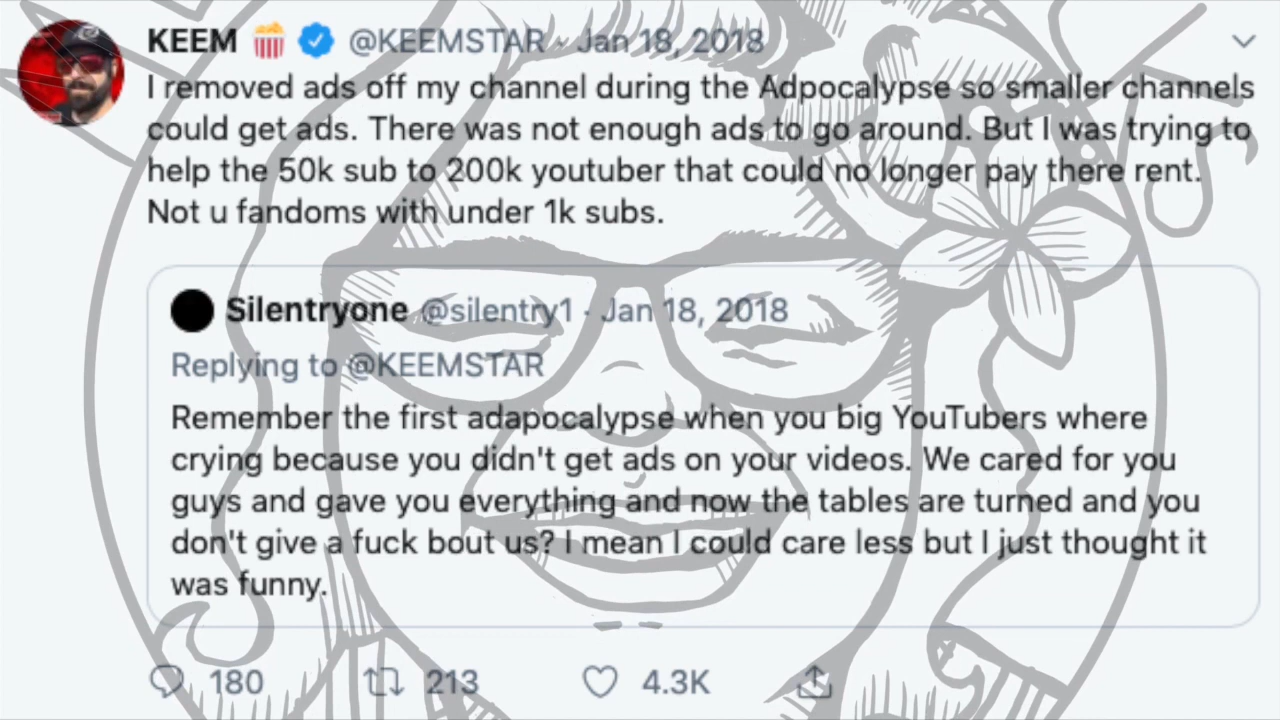 KEEM 🍿 @KEEMSTAR · Jan 18, 2018
I removed ads off my channel during the Adpocalypse so smaller channels
could get ads. There was not enough ads to go around. But I was trying to
help the 50k sub to 200k youtuber that could no longer pay there rent.
Not u fandoms with under 1k subs.
Silentryone @silentry1 · Jan 18, 2018
Replying to @KEEMSTAR
Remember the first adapocalypse when you big YouTubers where
crying because you didn't get ads on your videos. We cared for you
guys and gave you everything and now the tables are turned and you
don't give a fuck bout us? I mean I could care less but I just thought it
was funny.
180 213 4.3K